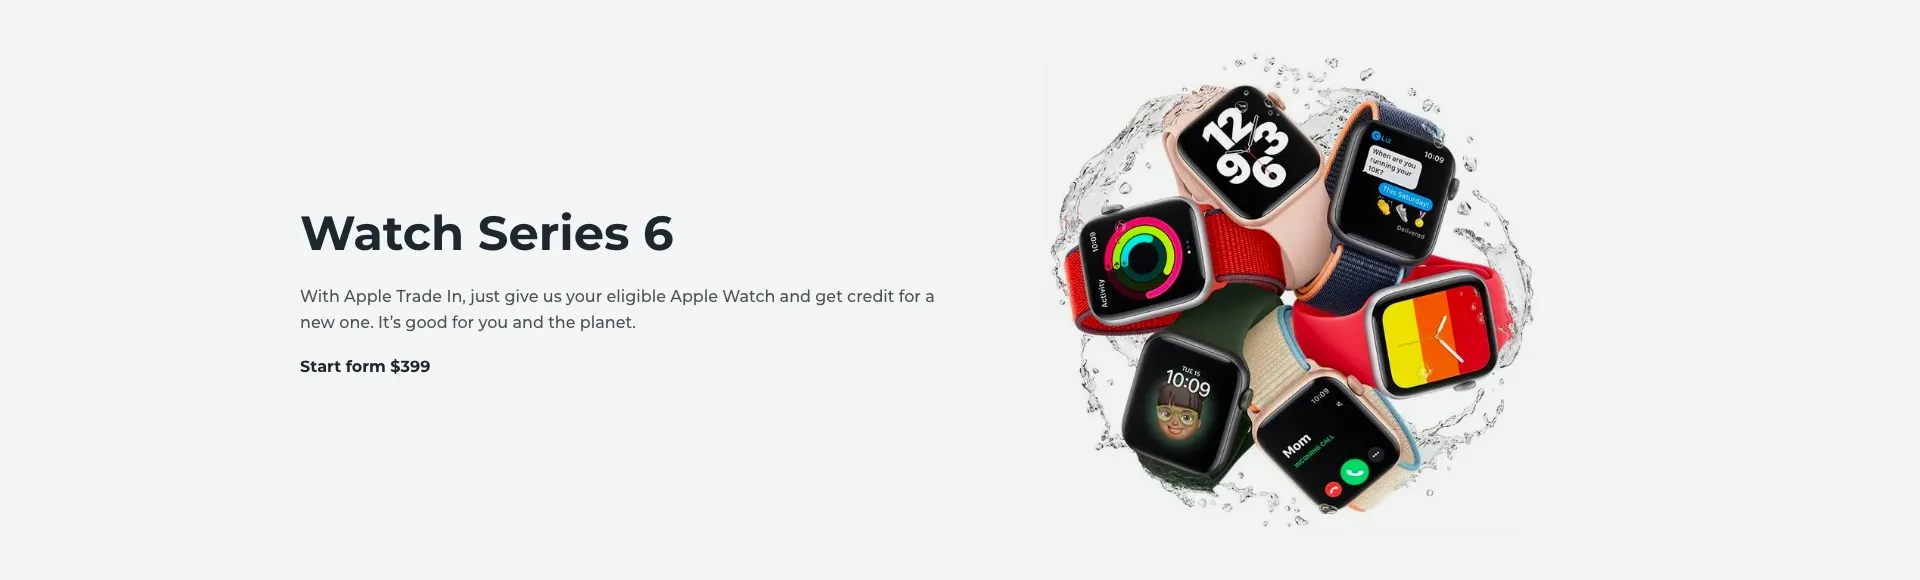 Watch Series 6
With Apple Trade In, just give us your eligible Apple Watch and get credit for a
new one. It’s good for you and the planet.
Start form $399
12
3
9
6
Liz
10:09
When are you
running your
10K?
This Saturday!
Delivered
10:09
Activity
TUE 15
10:09
10:09
Mom
INCOMING CALL